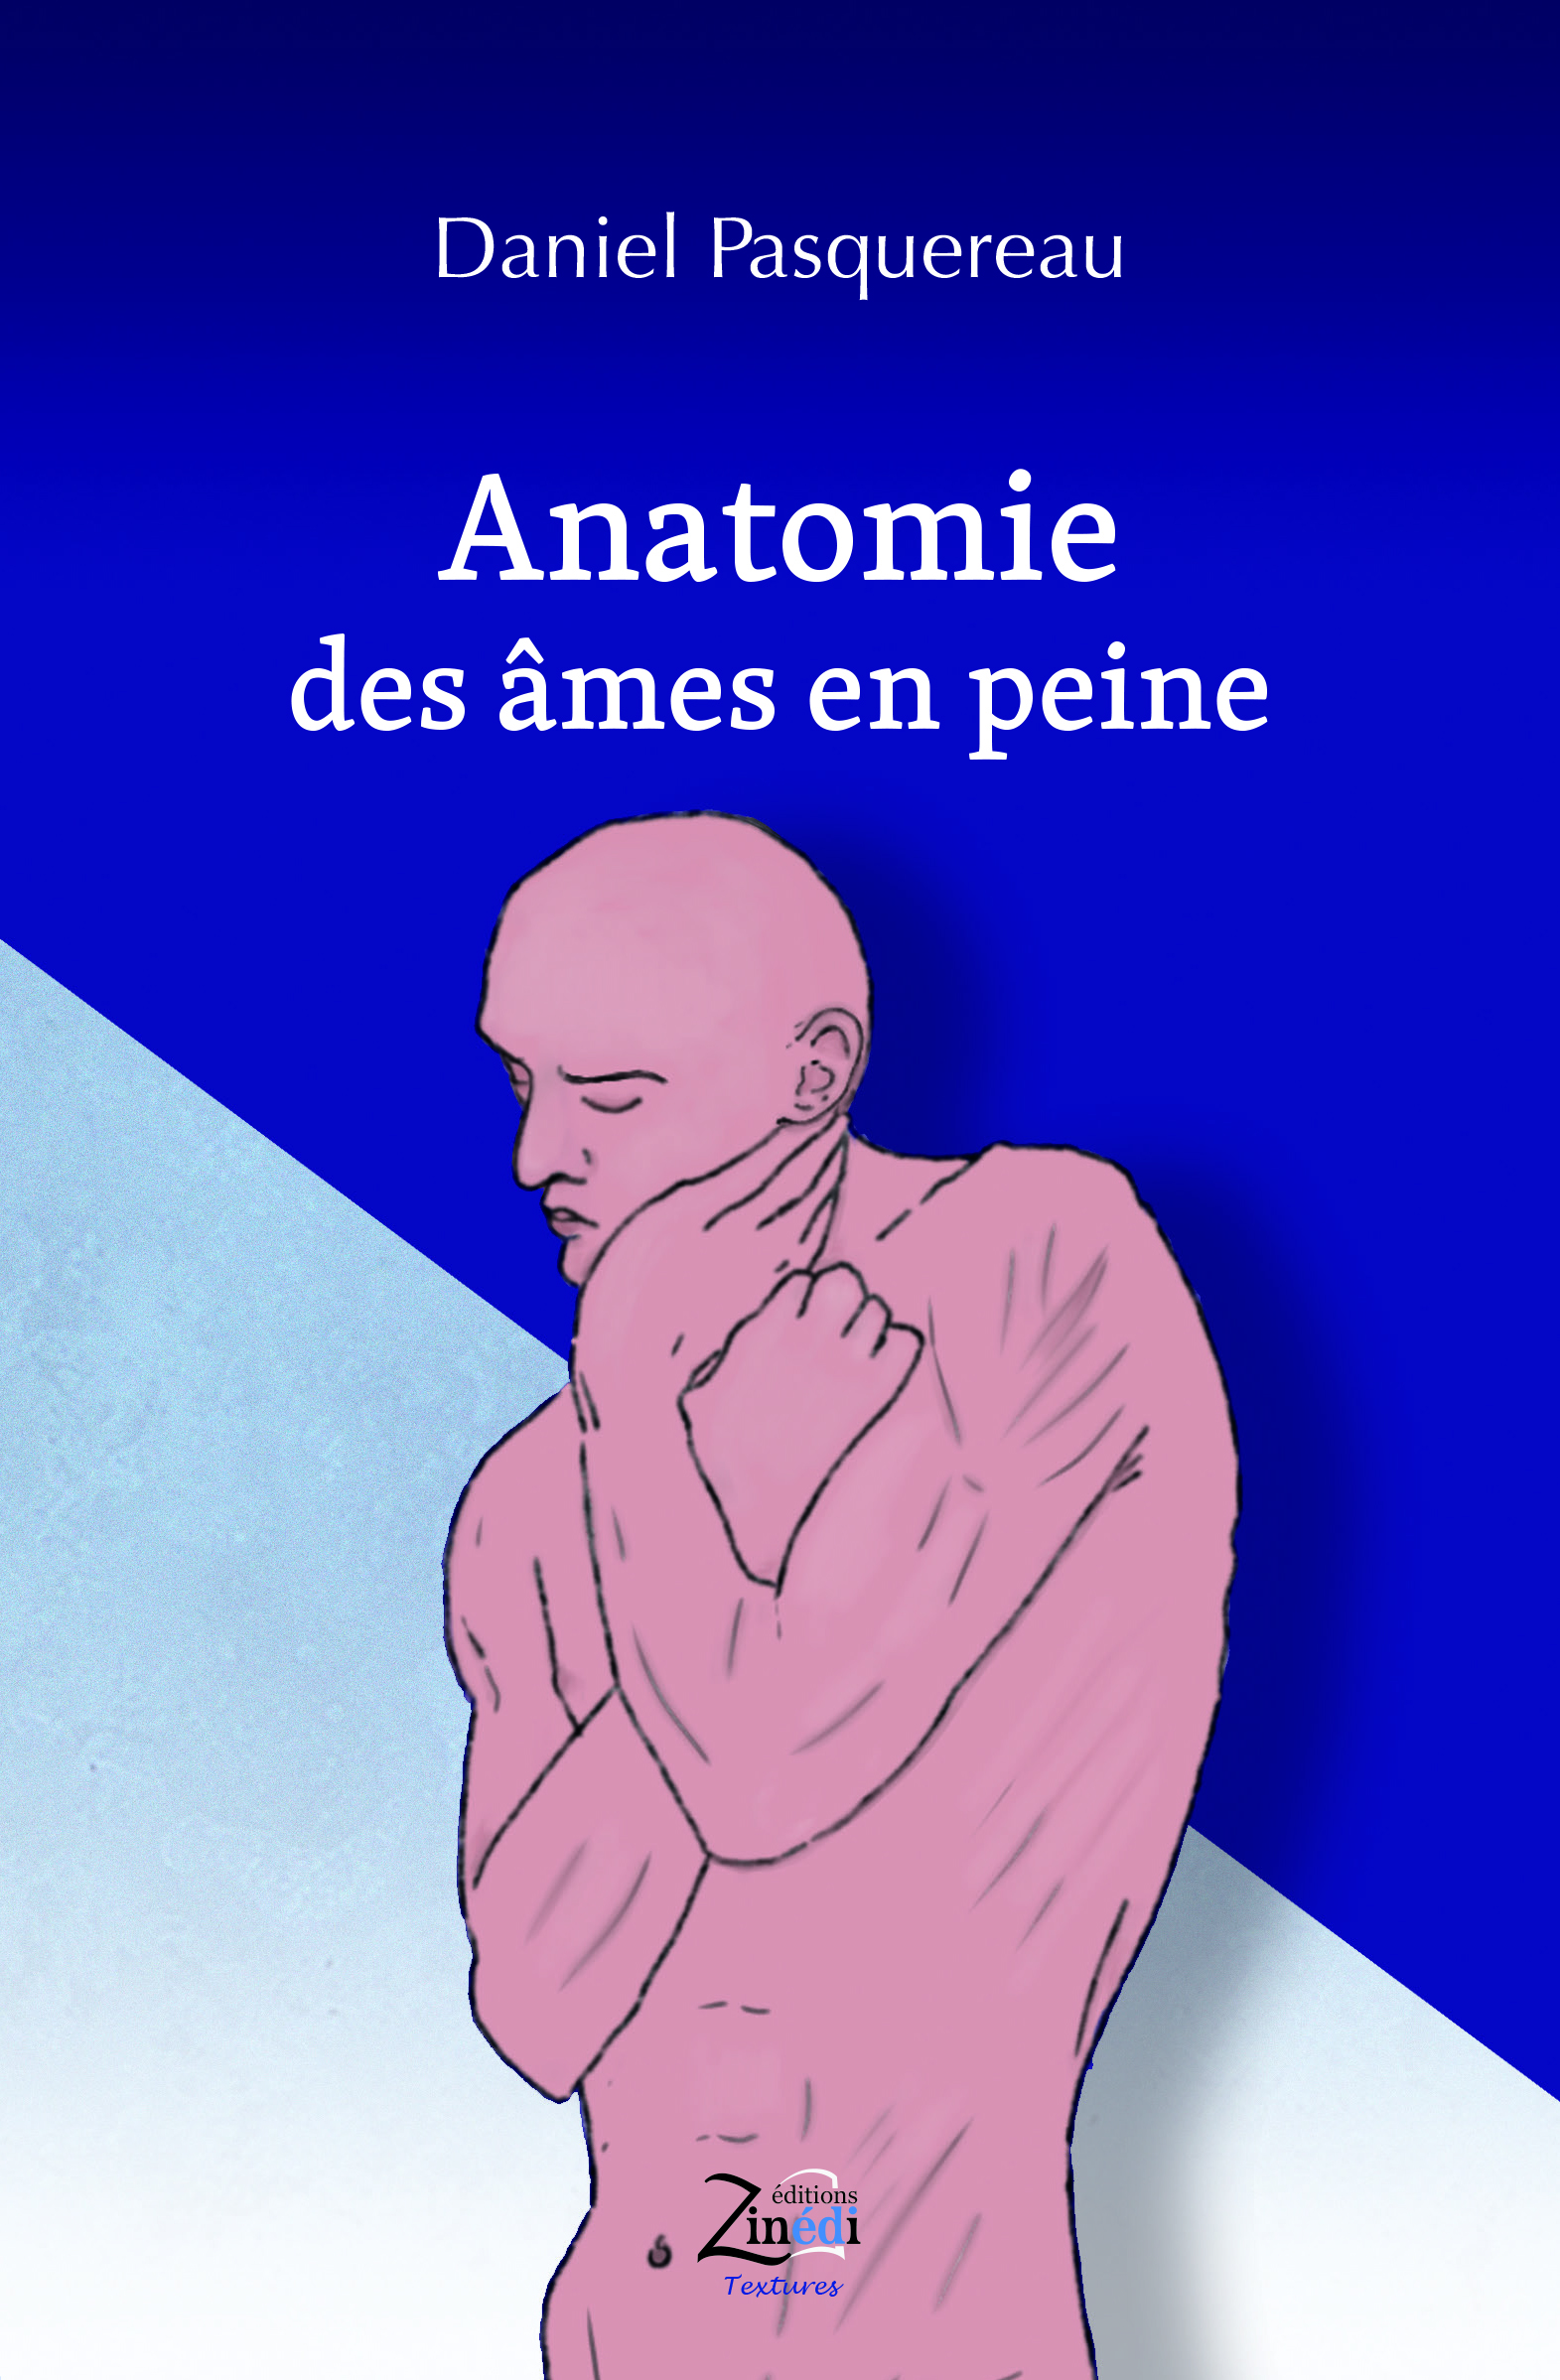 Daniel Pasquereau
Anatomie
des âmes en peine
éditions
Zinédi
Textures